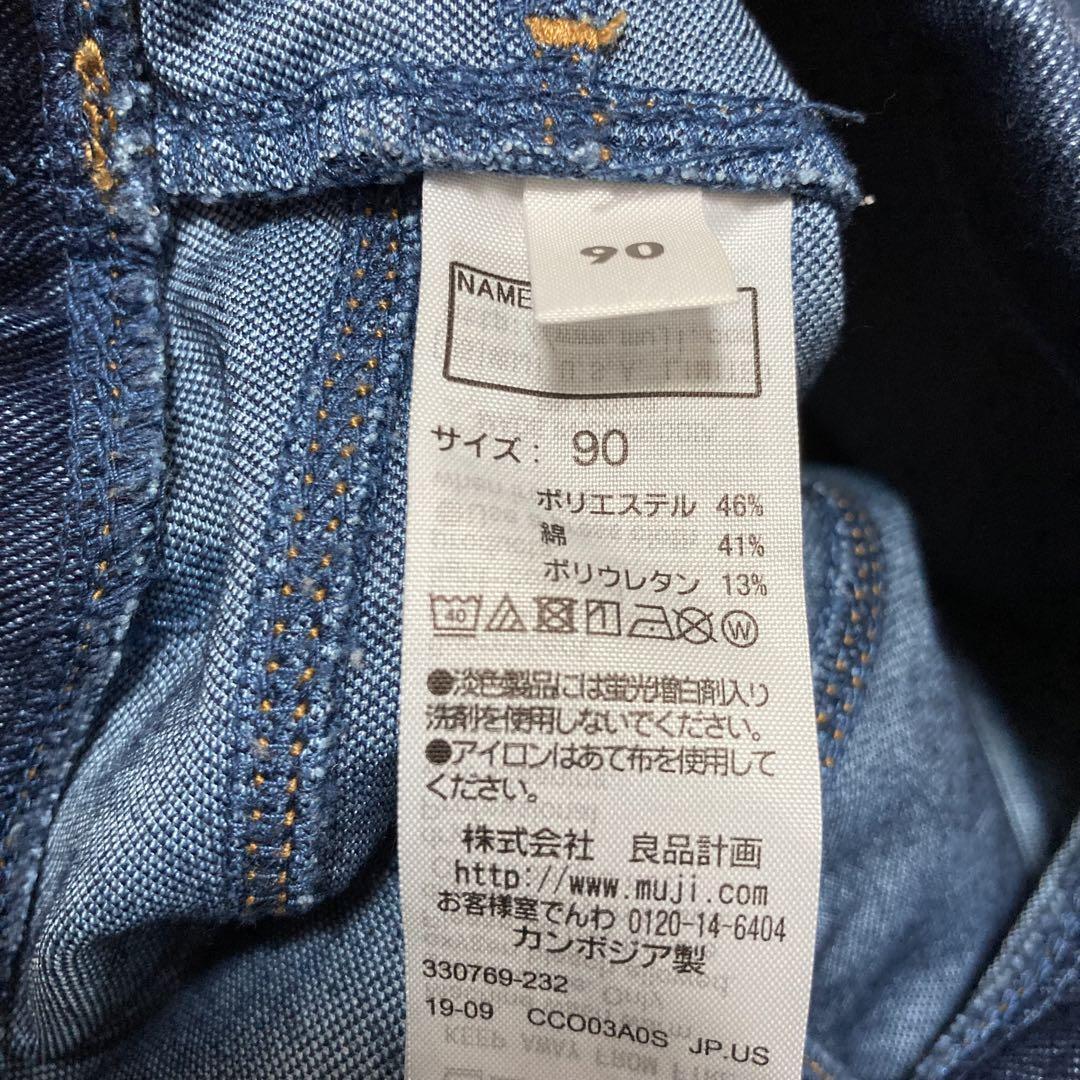 90
NAME
サイズ: 90
ポリエステル 46%
綿 41%
ポリウレタン 13%
40
W
●淡色製品には蛍光増白剤入り
洗剤を使用しないでください。
●アイロンはあて布を使用して
ください。
株式会社 良品計画
http://www.muji.com
お客様室でんわ 0120-14-6404
カンボジア製
330769-232
19-09 CCO03A0S JP.US